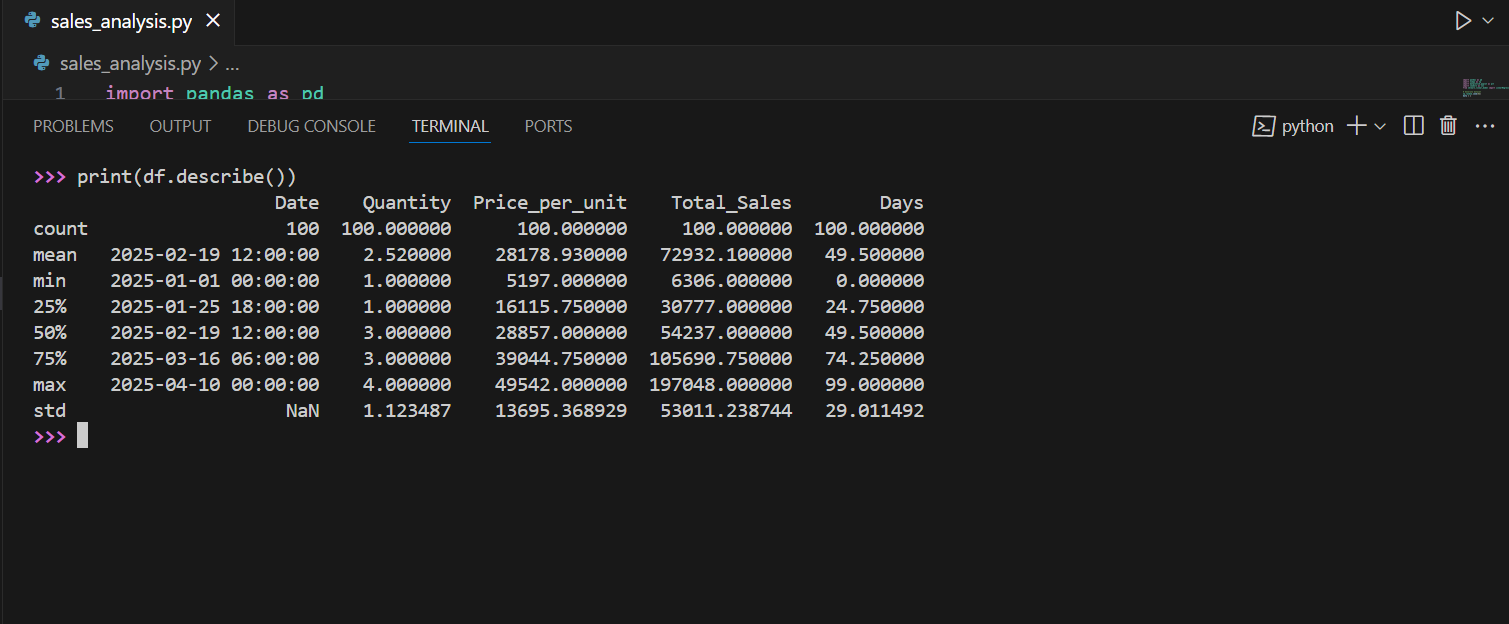 sales_analysis.py
sales_analysis.py > ...
1 import pandas as pd
PROBLEMS OUTPUT DEBUG CONSOLE TERMINAL PORTS python
>>> print(df.describe())
Date Quantity Price_per_unit Total_Sales Days
count 100 100.000000 100.000000 100.000000 100.000000
mean 2025-02-19 12:00:00 2.520000 28178.930000 72932.100000 49.500000
min 2025-01-01 00:00:00 1.000000 5197.000000 6306.000000 0.000000
25% 2025-01-25 18:00:00 1.000000 16115.750000 30777.000000 24.750000
50% 2025-02-19 12:00:00 3.000000 28857.000000 54237.000000 49.500000
75% 2025-03-16 06:00:00 3.000000 39044.750000 105690.750000 74.250000
max 2025-04-10 00:00:00 4.000000 49542.000000 197048.000000 99.000000
std NaN 1.123487 13695.368929 53011.238744 29.011492
>>>